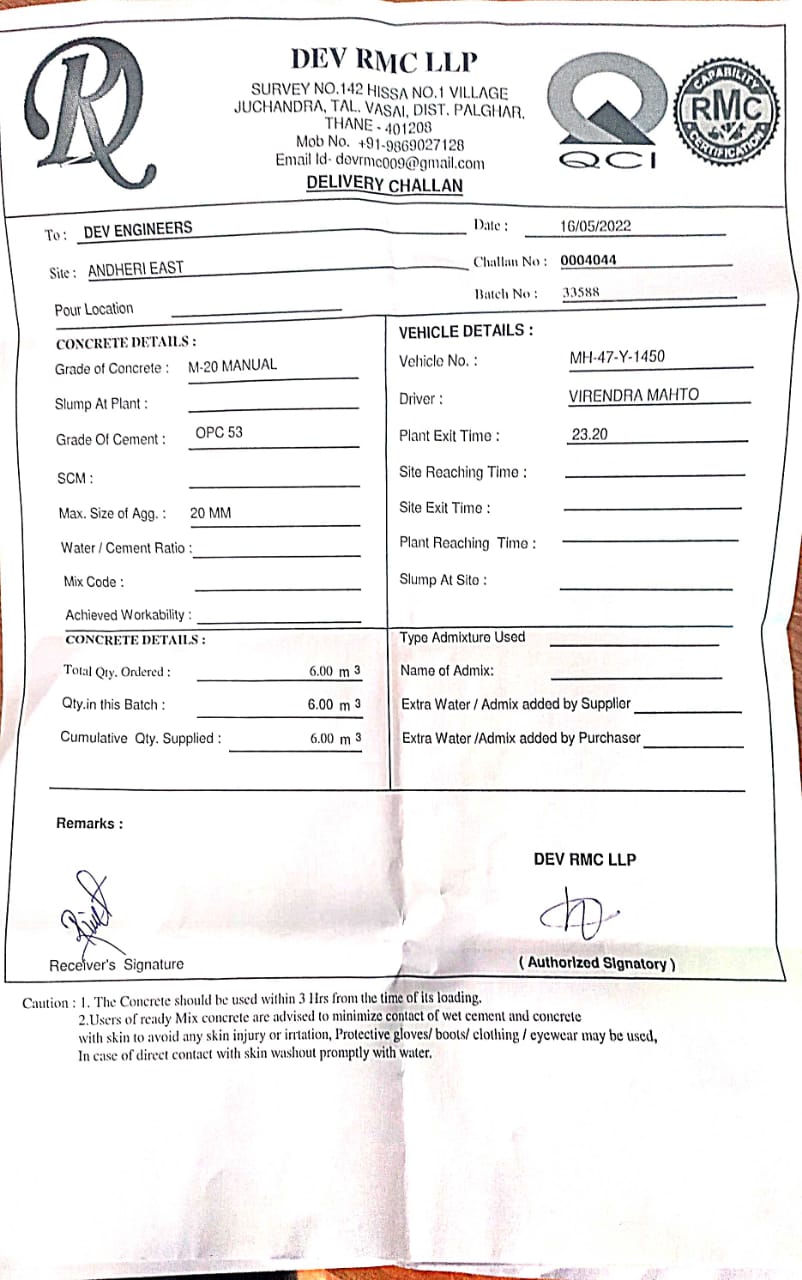 DEV RMC LLP
SURVEY NO.142 HISSA NO.1 VILLAGE
JUCHANDRA, TAL. VASAI, DIST. PALGHAR.
THANE - 401208
Mob No. +91-9869027128
Email Id- devrmc009@gmail.com
DELIVERY CHALLAN
R
QCI
CAPABILITY
RMC
CERTIFICATION
To : DEV ENGINEERS
Date : 16/05/2022
Site : ANDHERI EAST
Challan No : 0004044
Pour Location
Batch No : 33588
CONCRETE DETAILS :
Grade of Concrete : M-20 MANUAL
Slump At Plant :
Grade Of Cement : OPC 53
SCM :
Max. Size of Agg. : 20 MM
Water / Cement Ratio :
Mix Code :
Achieved Workability :
VEHICLE DETAILS :
Vehicle No. : MH-47-Y-1450
Driver : VIRENDRA MAHTO
Plant Exit Time : 23.20
Site Reaching Time :
Site Exit Time :
Plant Reaching Time :
Slump At Site :
CONCRETE DETAILS :
Total Qty. Ordered : 6.00 m 3
Qty.in this Batch : 6.00 m 3
Cumulative Qty. Supplied : 6.00 m 3
Type Admixture Used
Name of Admix:
Extra Water / Admix added by Supplior
Extra Water /Admix added by Purchaser
Remarks :
DEV RMC LLP
Receiver's Signature
( Authorized Signatory )
Caution : 1. The Concrete should be used within 3 Hrs from the time of its loading.
2.Users of ready Mix concrete are advised to minimize contact of wet cement and concrete
with skin to avoid any skin injury or irrtation, Protective gloves/ boots/ clothing / eyewear may be used,
In case of direct contact with skin washout promptly with water.